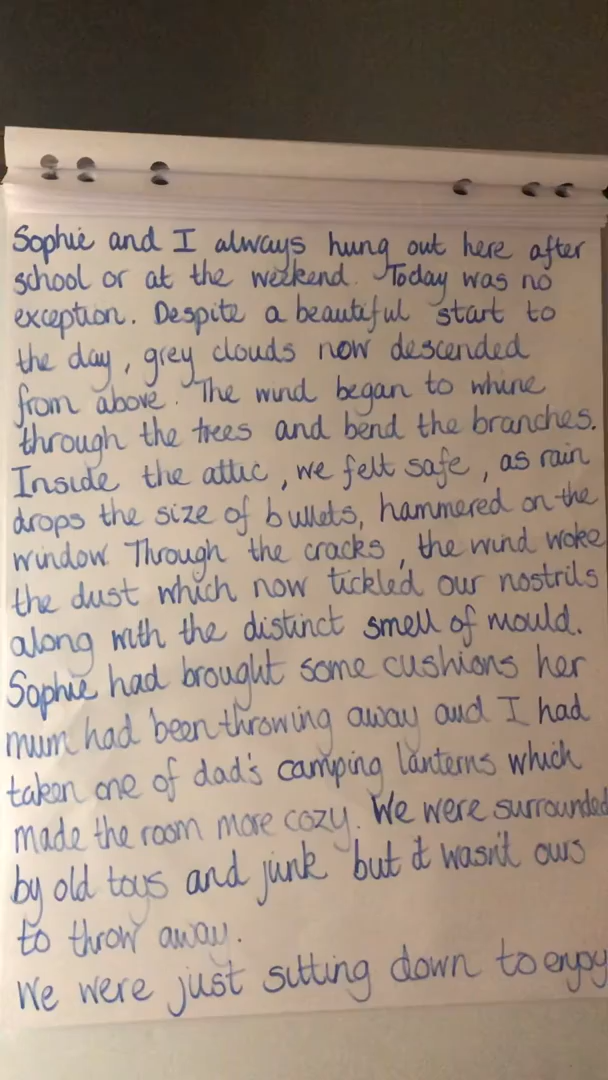 Sophie and I always hung out here after
school or at the weekend. Today was no
exception. Despite a beautiful start to
the day, grey clouds now descended
from above. The wind began to whine
through the trees and bend the branches.
Inside the attic, we felt safe, as rain
drops the size of bullets, hammered on the
window. Through the cracks, the wind woke
the dust which now tickled our nostrils
along with the distinct smell of mould.
Sophie had brought some cushions her
mum had been throwing away and I had
taken one of dad's camping lanterns which
made the room more cozy. We were surrounded
by old toys and junk but it wasn't ours
to throw away.
We were just sitting down to enjoy